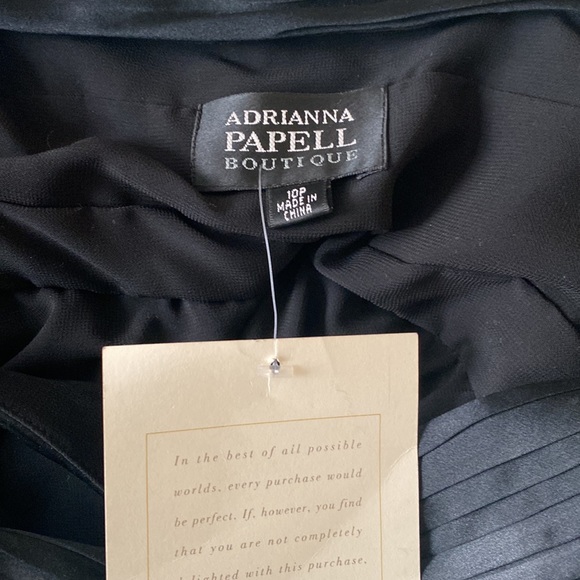 ADRIANNA
PAPELL
BOUTIQUE
10P
MADE IN
CHINA
In the best of all possible
worlds, every purchase would
be perfect. If, however, you find
that you are not completely
delighted with this purchase,